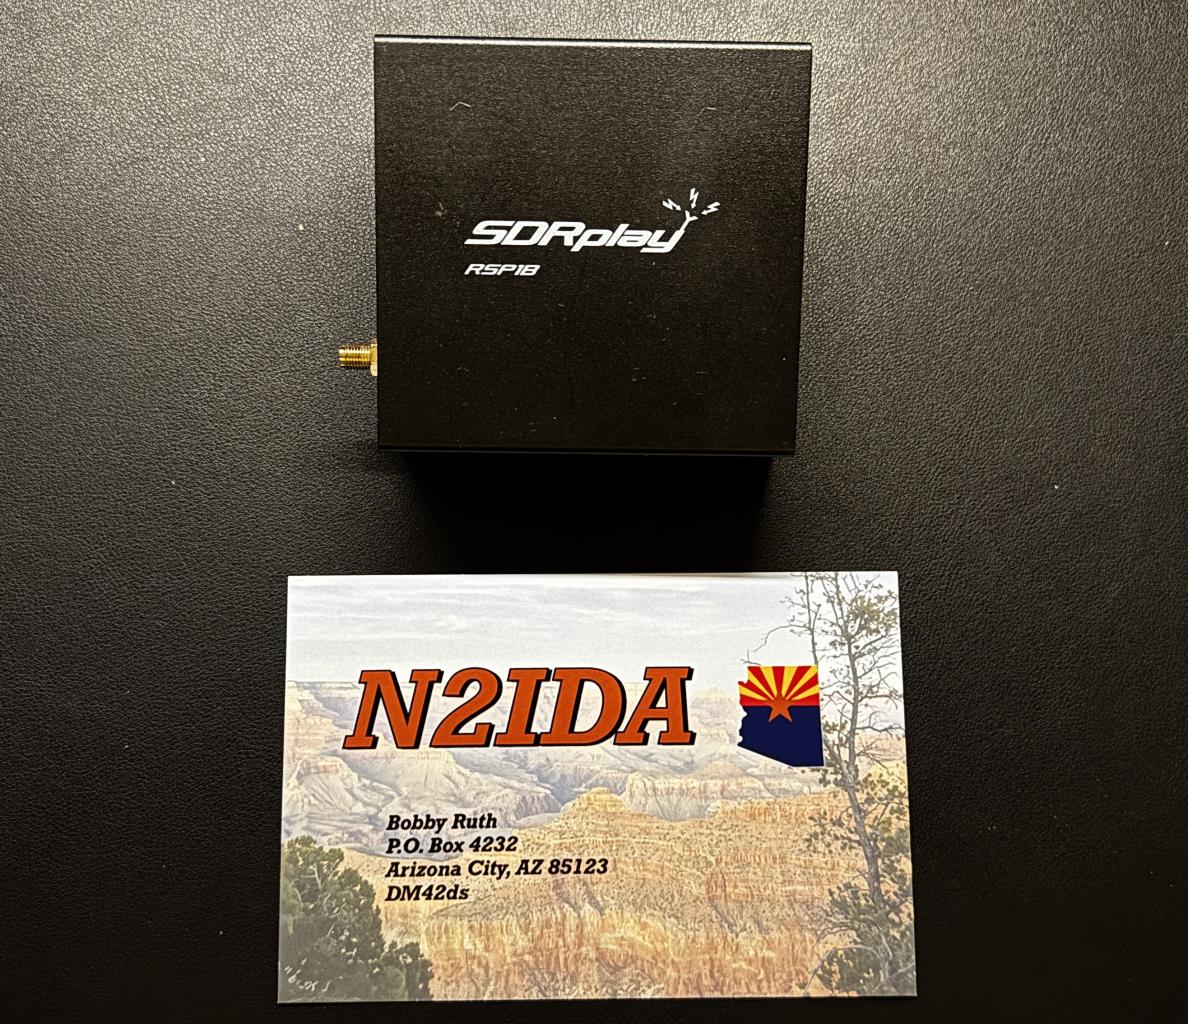 SDRplay
RSP1B
N2IDA
Bobby Ruth
P.O. Box 4232
Arizona City, AZ 85123
DM42ds